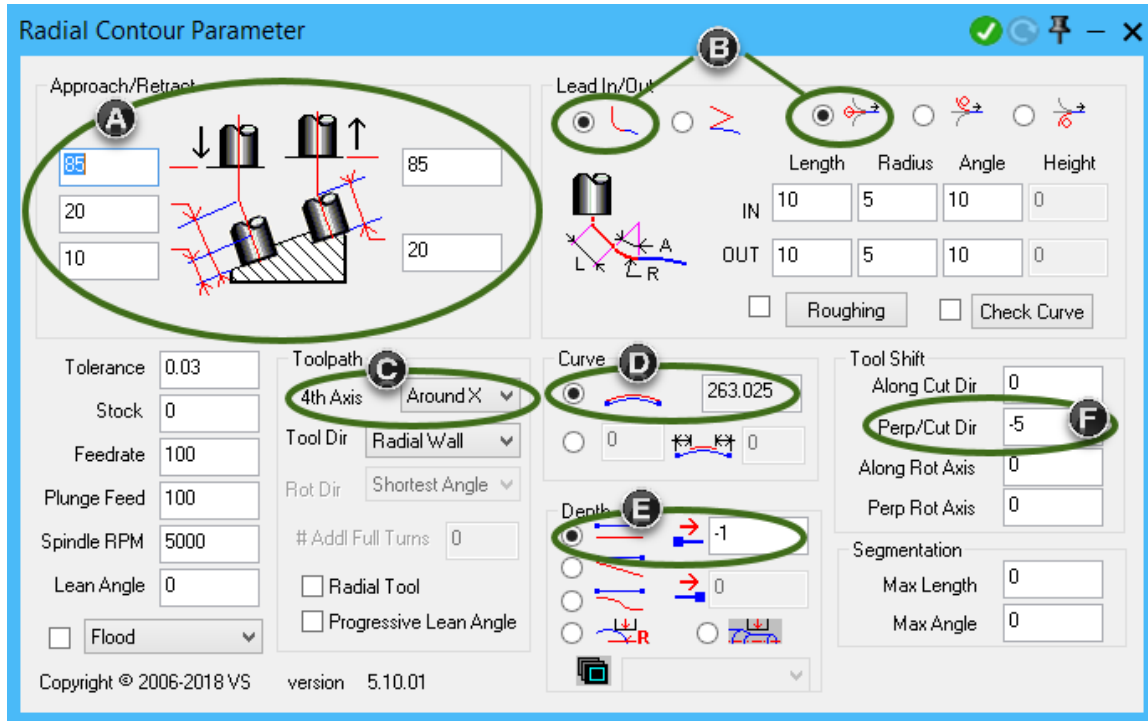 Radial Contour Parameter
Approach/Retract
A
85
85
20
10
20
Lead In/Out
B
Length Radius Angle Height
IN 10 5 10 0
OUT 10 5 10 0
L A R
Roughing Check Curve
Tolerance 0.03
Stock 0
Feedrate 100
Plunge Feed 100
Spindle RPM 5000
Lean Angle 0
Flood
Toolpath
C
4th Axis Around X
Tool Dir Radial Wall
Rot Dir Shortest Angle
# Addl Full Turns 0
Radial Tool
Progressive Lean Angle
Curve
D
263.025
0 0
Depth
E
-1
0
R
Tool Shift
Along Cut Dir 0
Perp/Cut Dir -5
F
Along Rot Axis 0
Perp Rot Axis 0
Segmentation
Max Length 0
Max Angle 0
Copyright © 2006-2018 VS version 5.10.01